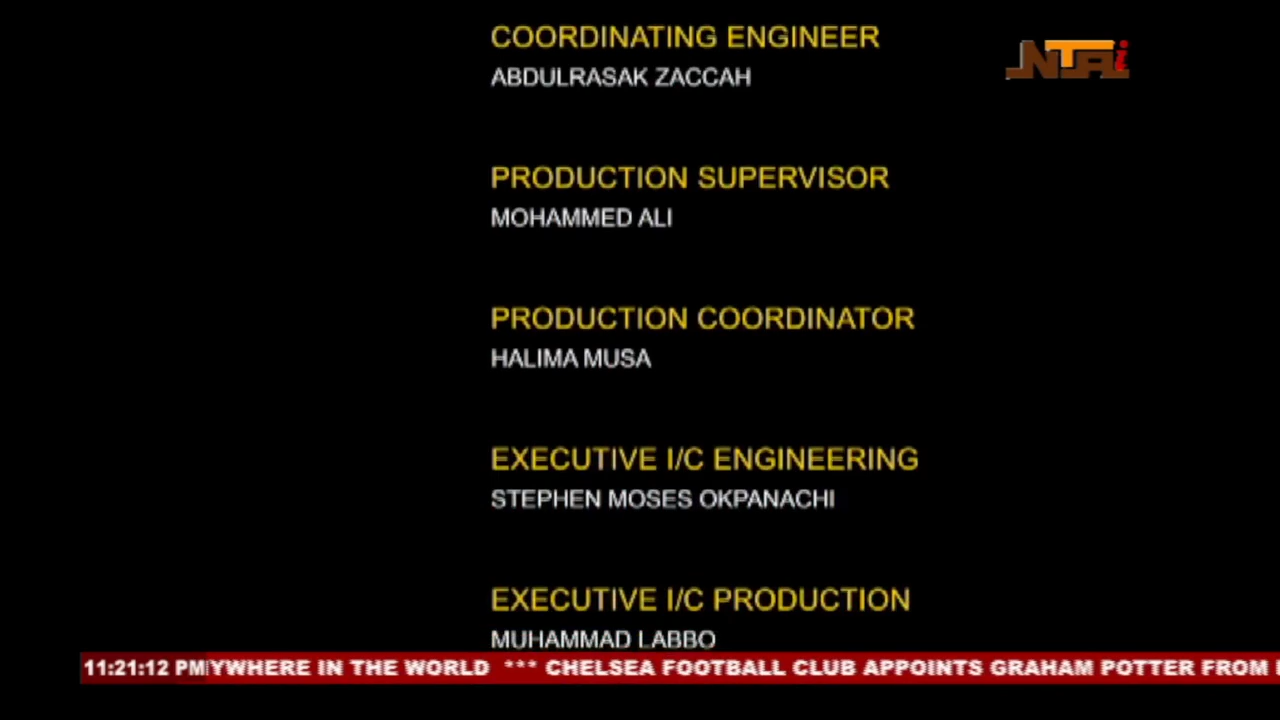 COORDINATING ENGINEER
ABDULRASAK ZACCAH
NTAi
PRODUCTION SUPERVISOR
MOHAMMED ALI
PRODUCTION COORDINATOR
HALIMA MUSA
EXECUTIVE I/C ENGINEERING
STEPHEN MOSES OKPANACHI
EXECUTIVE I/C PRODUCTION
MUHAMMAD LABBO
11:21:12 PM YWHERE IN THE WORLD *** CHELSEA FOOTBALL CLUB APPOINTS GRAHAM POTTER FROM